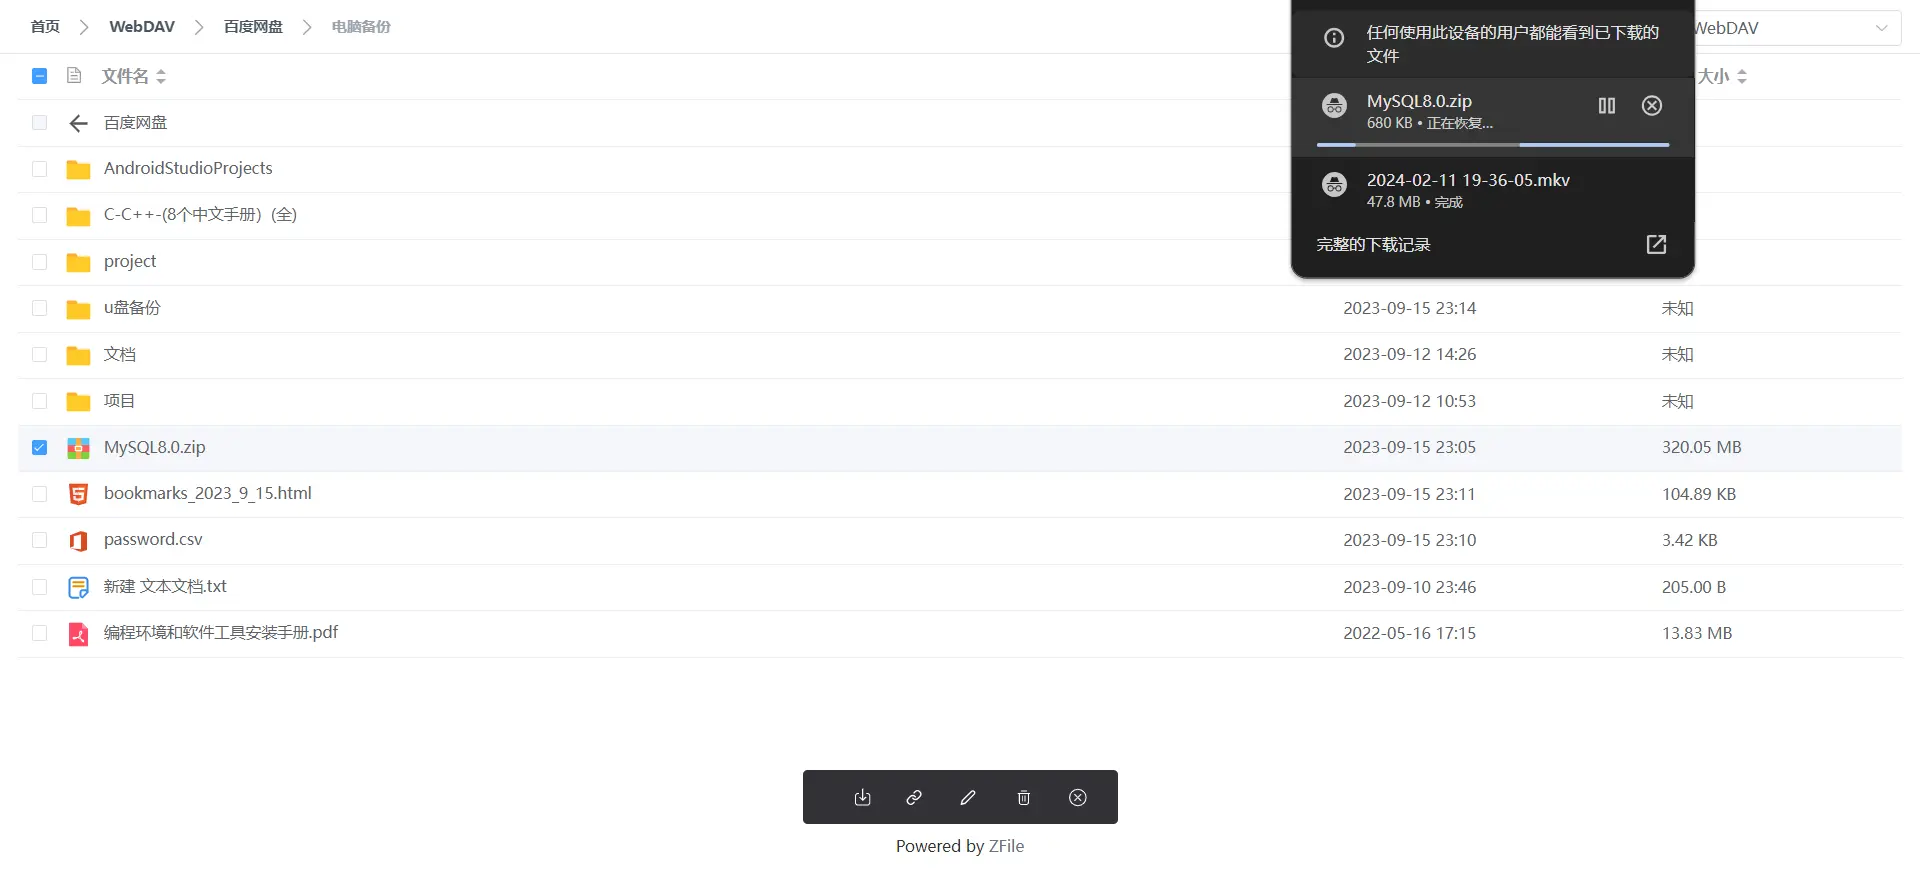 首页 WebDAV 百度网盘 电脑备份
WebDAV
文件名 大小
任何使用此设备的用户都能看到已下载的
文件
MySQL8.0.zip
680 KB • 正在恢复...
2024-02-11 19-36-05.mkv
47.8 MB • 完成
完整的下载记录
百度网盘
AndroidStudioProjects
C-C++-(8个中文手册)(全)
project
u盘备份 2023-09-15 23:14 未知
文档 2023-09-12 14:26 未知
项目 2023-09-12 10:53 未知
MySQL8.0.zip 2023-09-15 23:05 320.05 MB
bookmarks_2023_9_15.html 2023-09-15 23:11 104.89 KB
password.csv 2023-09-15 23:10 3.42 KB
新建 文本文档.txt 2023-09-10 23:46 205.00 B
编程环境和软件工具安装手册.pdf 2022-05-16 17:15 13.83 MB
Powered by ZFile